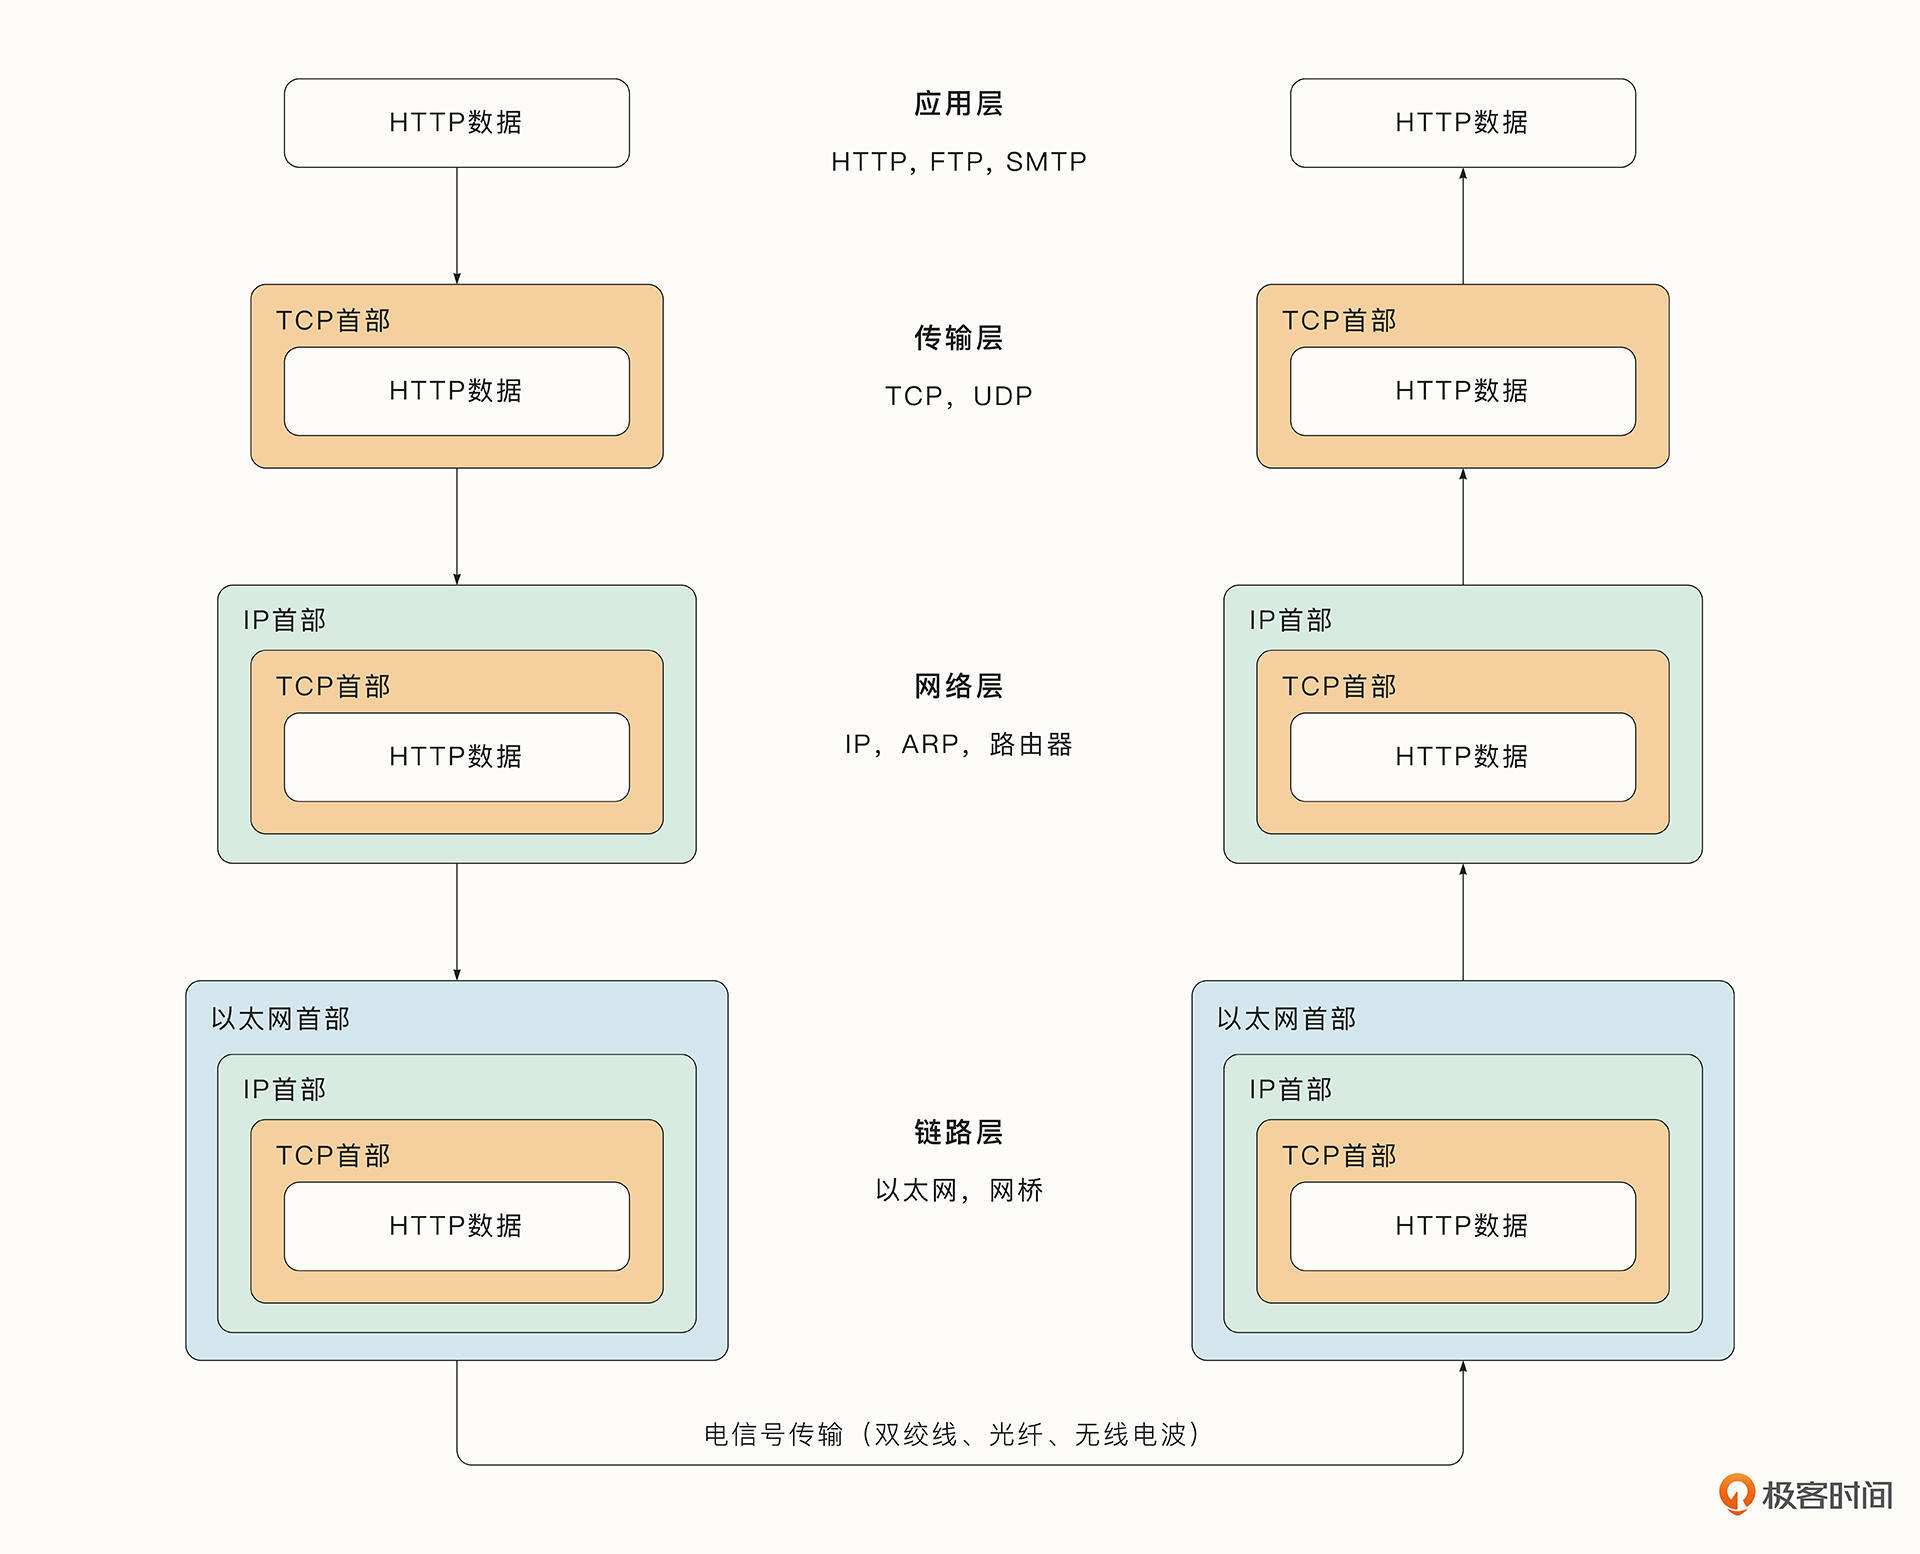 HTTP数据
应用层
HTTP, FTP, SMTP
HTTP数据
TCP首部
HTTP数据
传输层
TCP，UDP
TCP首部
HTTP数据
IP首部
TCP首部
HTTP数据
网络层
IP，ARP，路由器
IP首部
TCP首部
HTTP数据
以太网首部
IP首部
TCP首部
HTTP数据
链路层
以太网，网桥
以太网首部
IP首部
TCP首部
HTTP数据
电信号传输（双绞线、光纤、无线电波）
极客时间